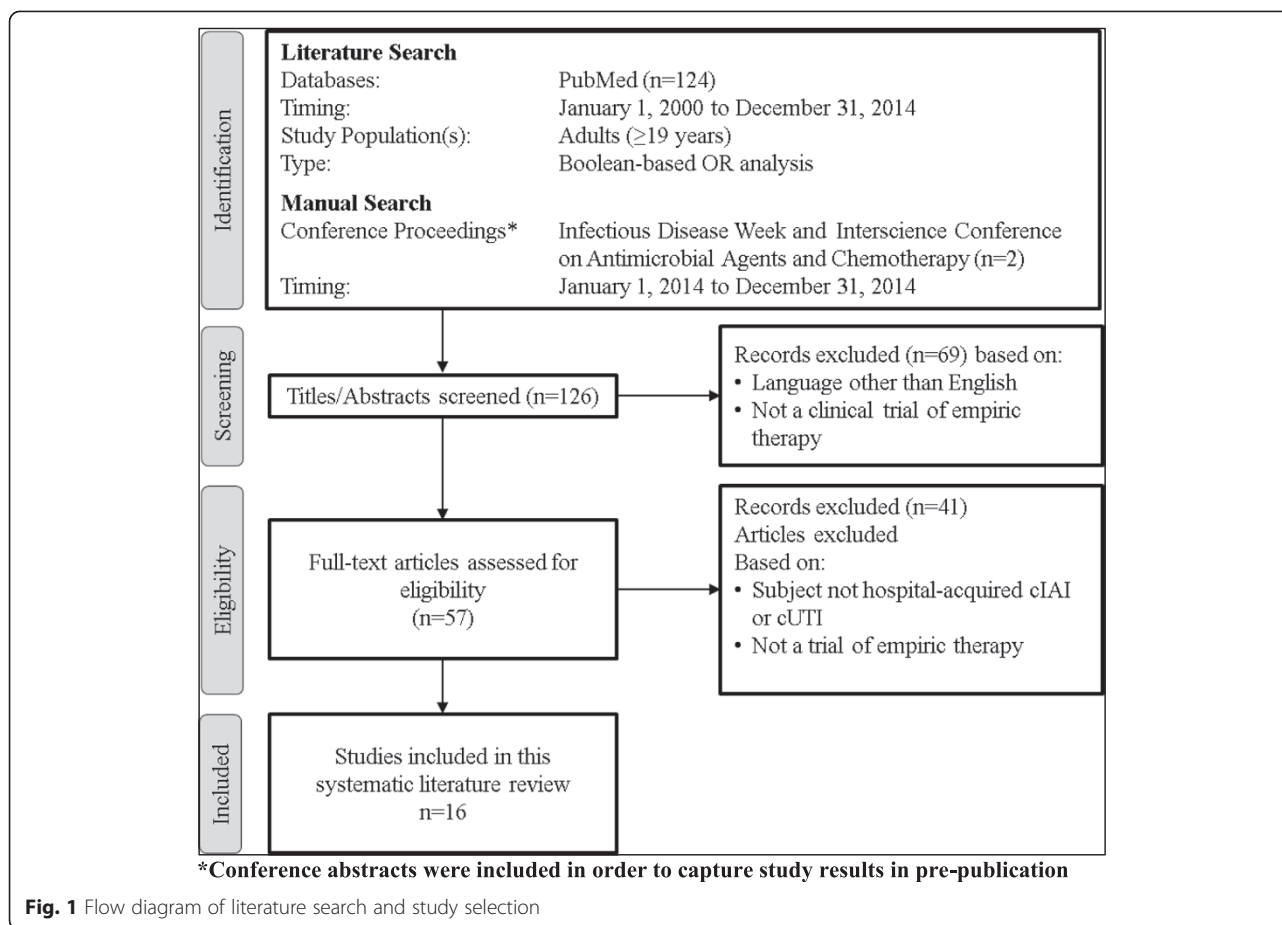 Identification
Literature Search
Databases: PubMed (n=124)
Timing: January 1, 2000 to December 31, 2014
Study Population(s): Adults (≥19 years)
Type: Boolean-based OR analysis
Manual Search
Conference Proceedings* Infectious Disease Week and Interscience Conference
on Antimicrobial Agents and Chemotherapy (n=2)
Timing: January 1, 2014 to December 31, 2014
Screening
Titles/Abstracts screened (n=126)
Records excluded (n=69) based on:
• Language other than English
• Not a clinical trial of empiric
therapy
Eligibility
Full-text articles assessed for
eligibility
(n=57)
Records excluded (n=41)
Articles excluded
Based on:
• Subject not hospital-acquired cIAI
or cUTI
• Not a trial of empiric therapy
Included
Studies included in this
systematic literature review
n=16
*Conference abstracts were included in order to capture study results in pre-publication
Fig. 1 Flow diagram of literature search and study selection